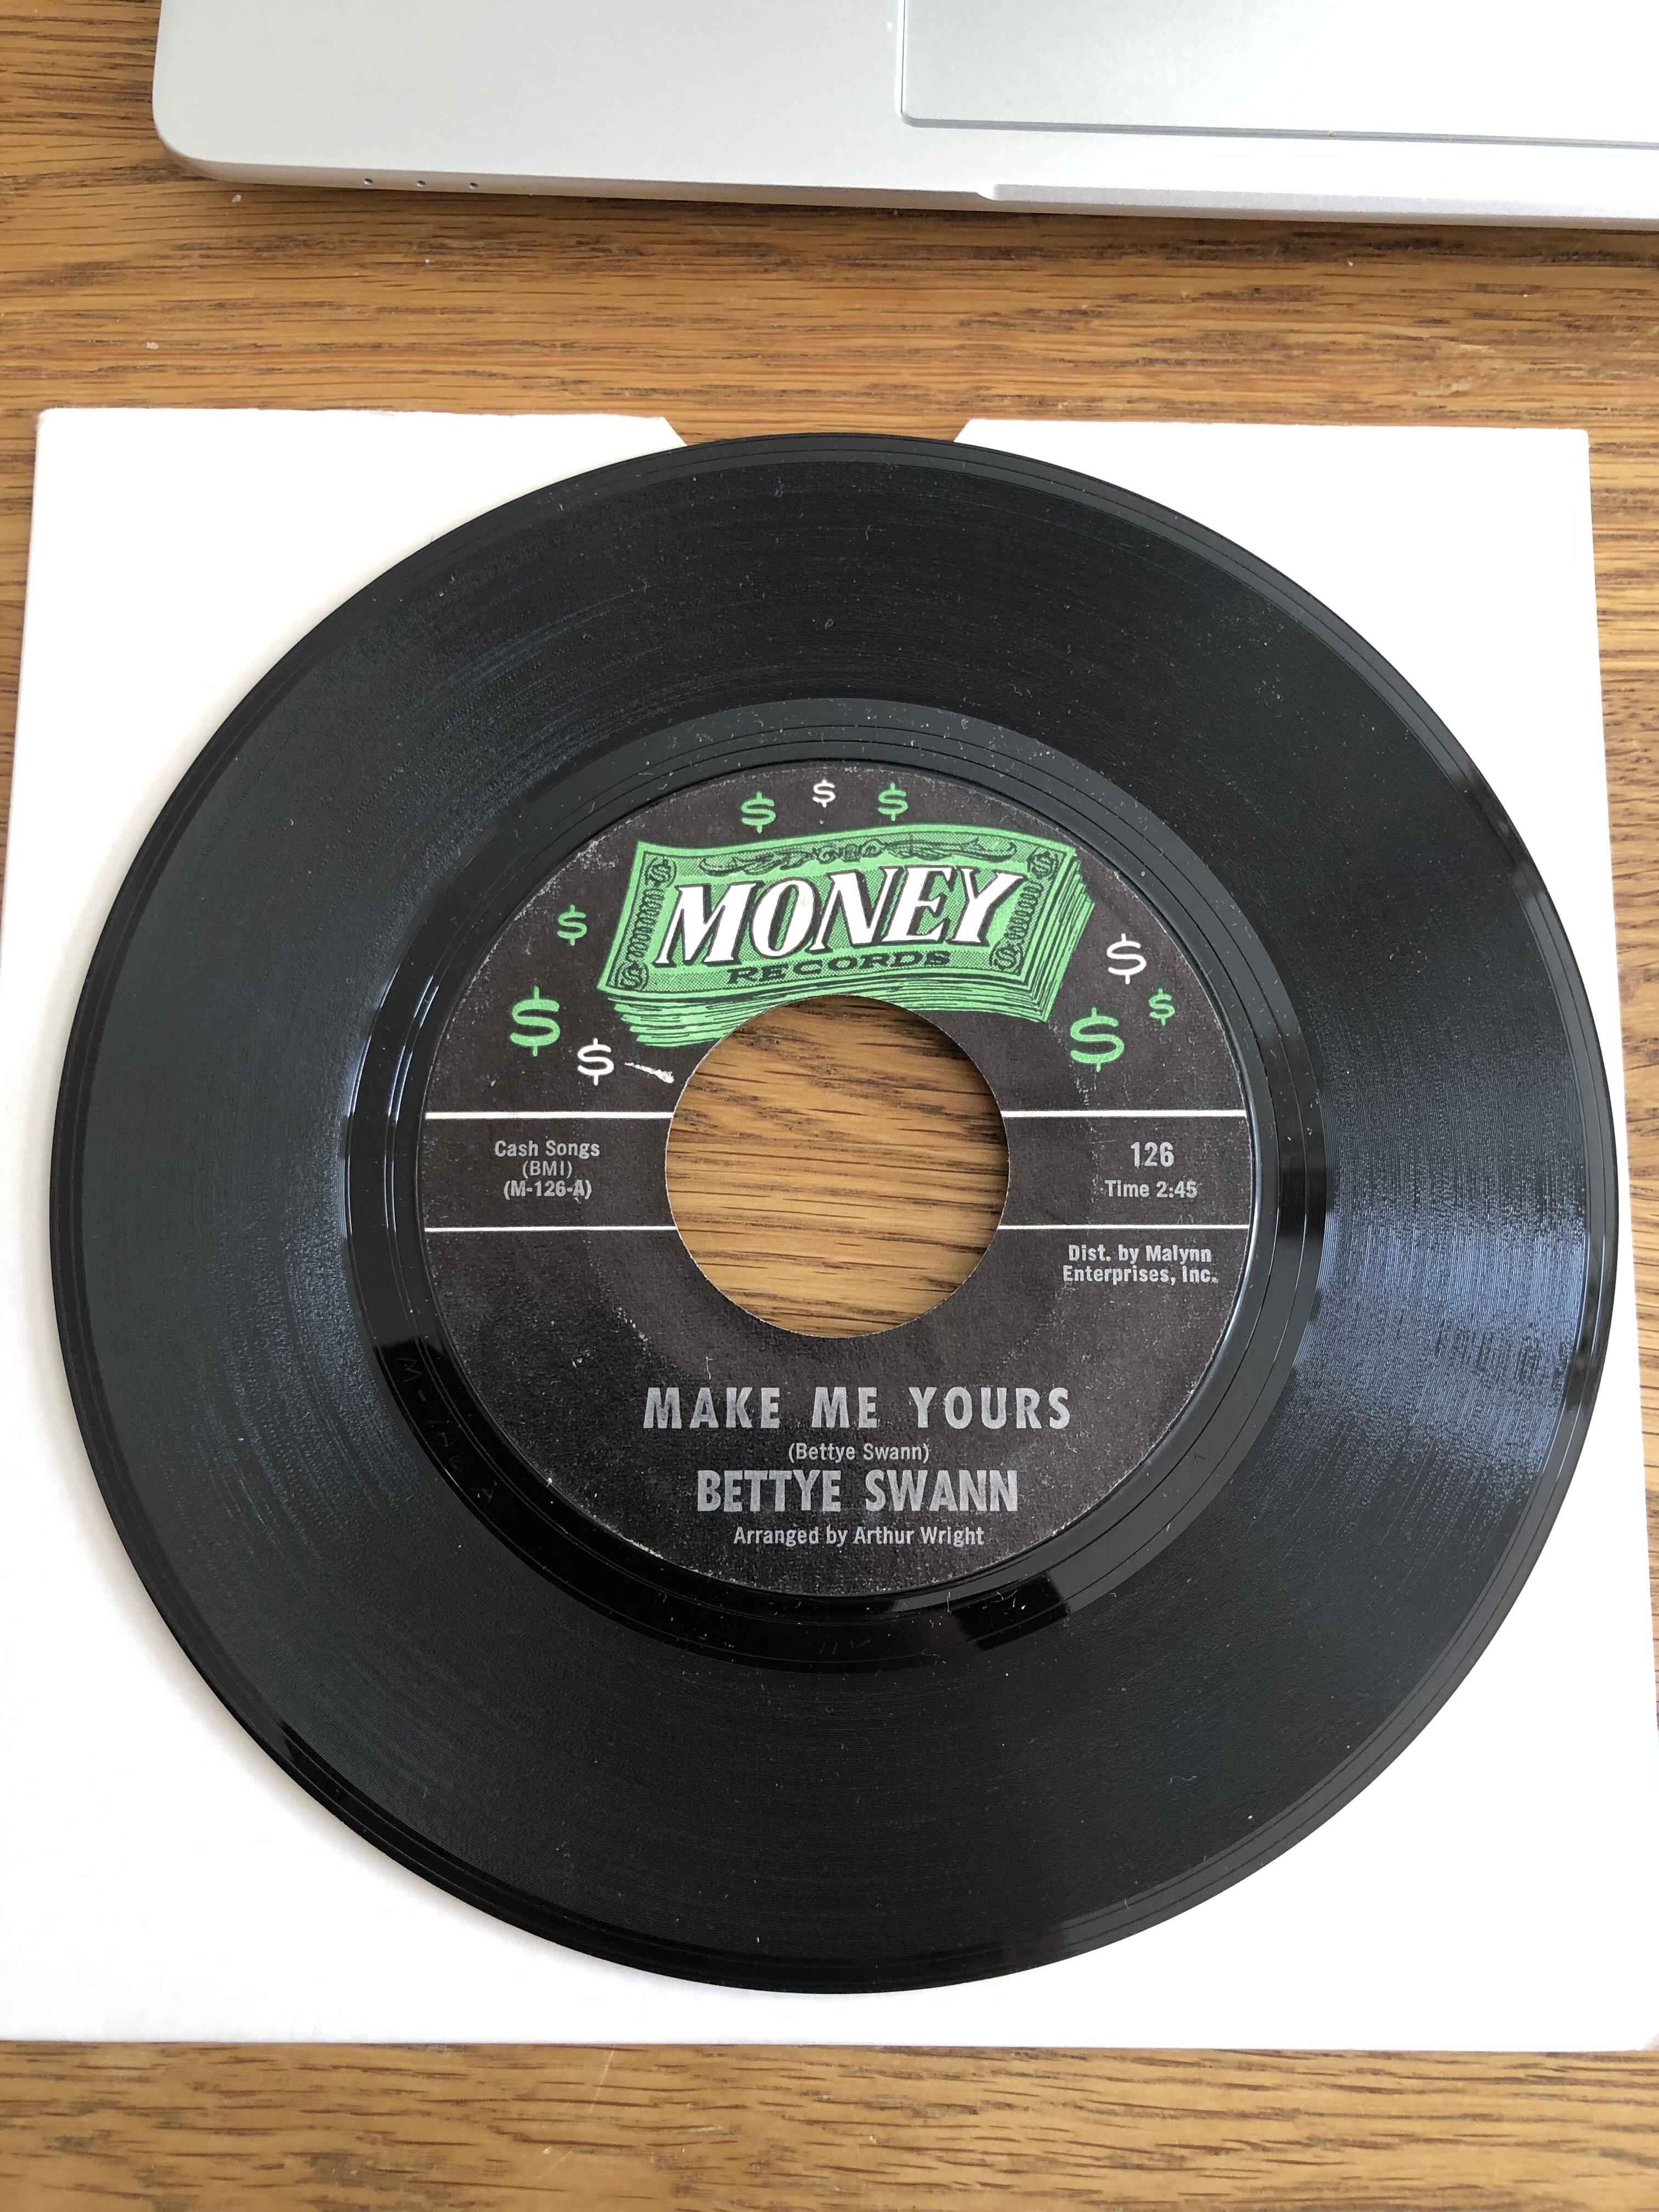 MONEY
RECORDS
Cash Songs
(BMI)
(M-126-A)
126
Time 2:45
Dist. by Malynn
Enterprises, Inc.
MAKE ME YOURS
(Bettye Swann)
BETTYE SWANN
Arranged by Arthur Wright